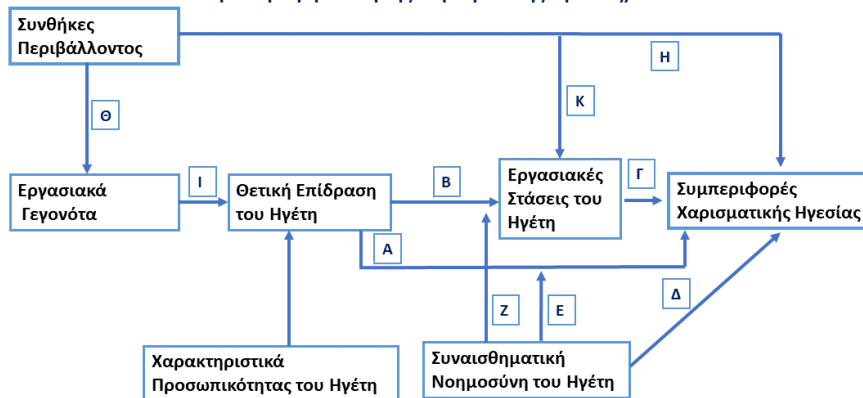 Συνθήκες
Περιβάλλοντος
Η
Κ
Θ
Εργασιακά
Γεγονότα
Ι
Θετική Επίδραση
του Ηγέτη
Β
Εργασιακές
Στάσεις του
Ηγέτη
Γ
Συμπεριφορές
Χαρισματικής Ηγεσίας
Α
Ζ
Ε
Δ
Χαρακτηριστικά
Προσωπικότητας του Ηγέτη
Συναισθηματική
Νοημοσύνη του Ηγέτη